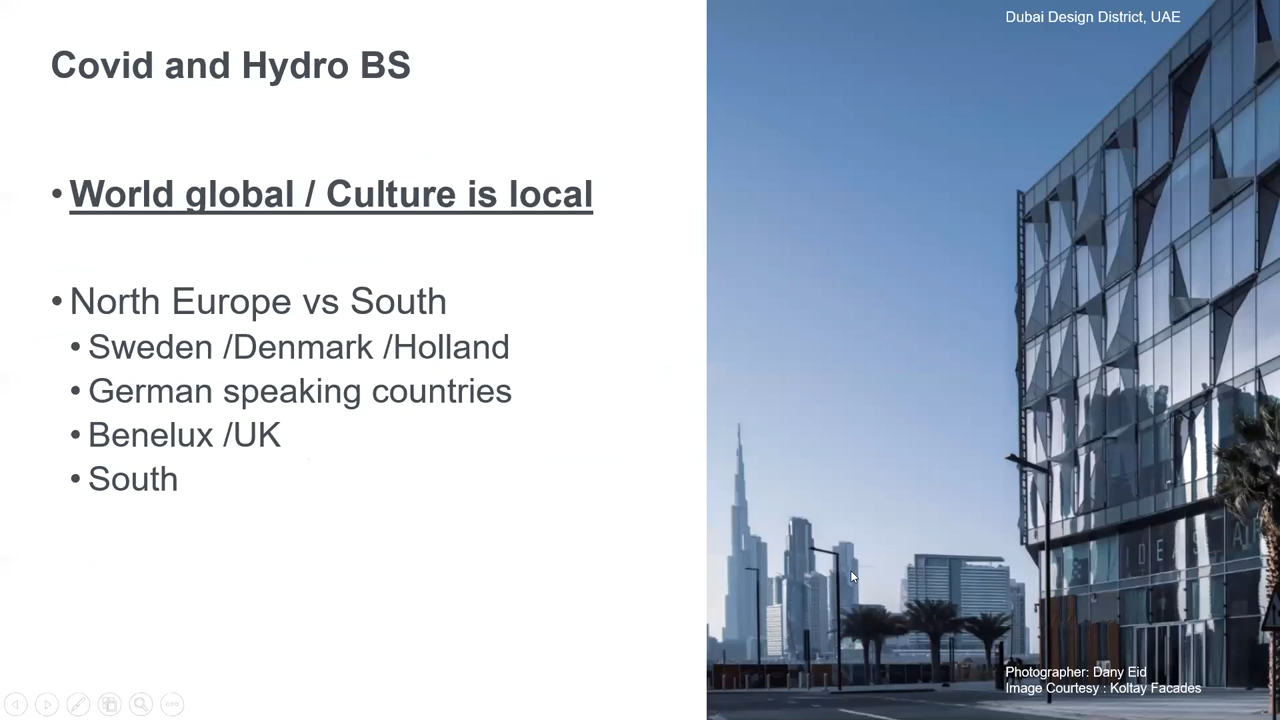 Dubai Design District, UAE
Covid and Hydro BS
• World global / Culture is local
• North Europe vs South
• Sweden /Denmark /Holland
• German speaking countries
• Benelux /UK
• South
IDEAS
Photographer: Dany Eid
Image Courtesy : Koltay Facades